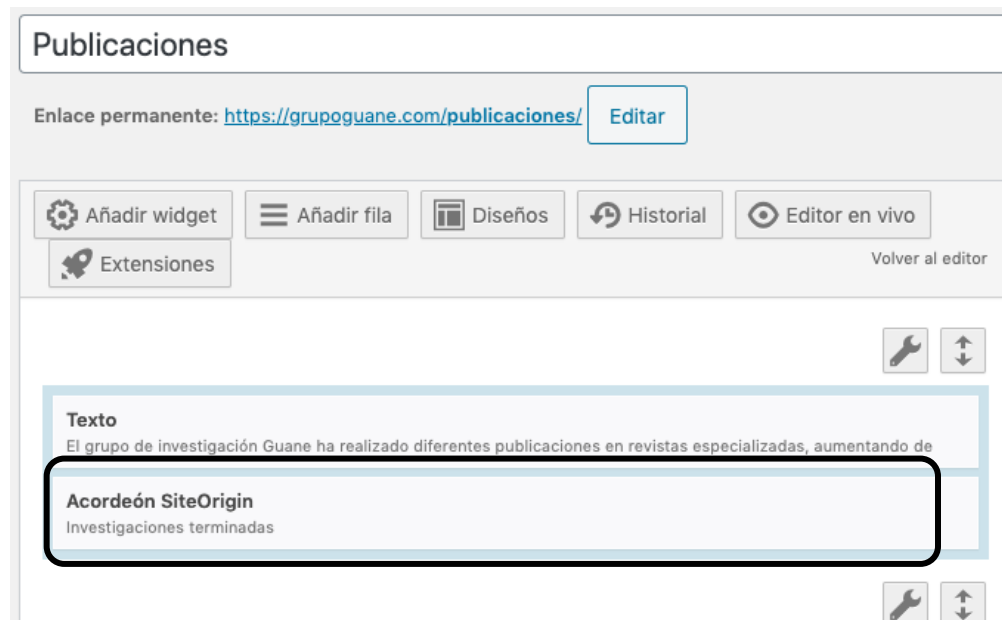 Publicaciones
Enlace permanente: https://grupoguane.com/publicaciones/ Editar
Añadir widget Añadir fila Diseños Historial Editor en vivo
Extensiones Volver al editor
Texto
El grupo de investigación Guane ha realizado diferentes publicaciones en revistas especializadas, aumentando de
Acordeón SiteOrigin
Investigaciones terminadas